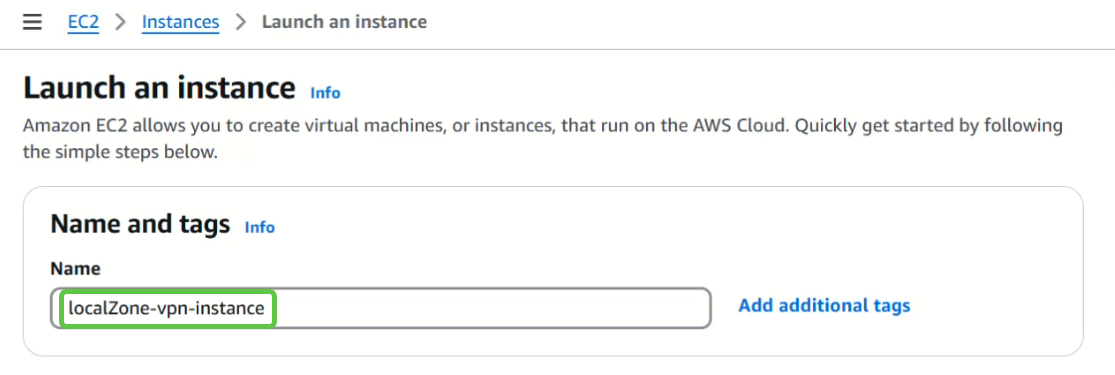 EC2 > Instances > Launch an instance
Launch an instance Info
Amazon EC2 allows you to create virtual machines, or instances, that run on the AWS Cloud. Quickly get started by following
the simple steps below.
Name and tags Info
Name
localZone-vpn-instance Add additional tags